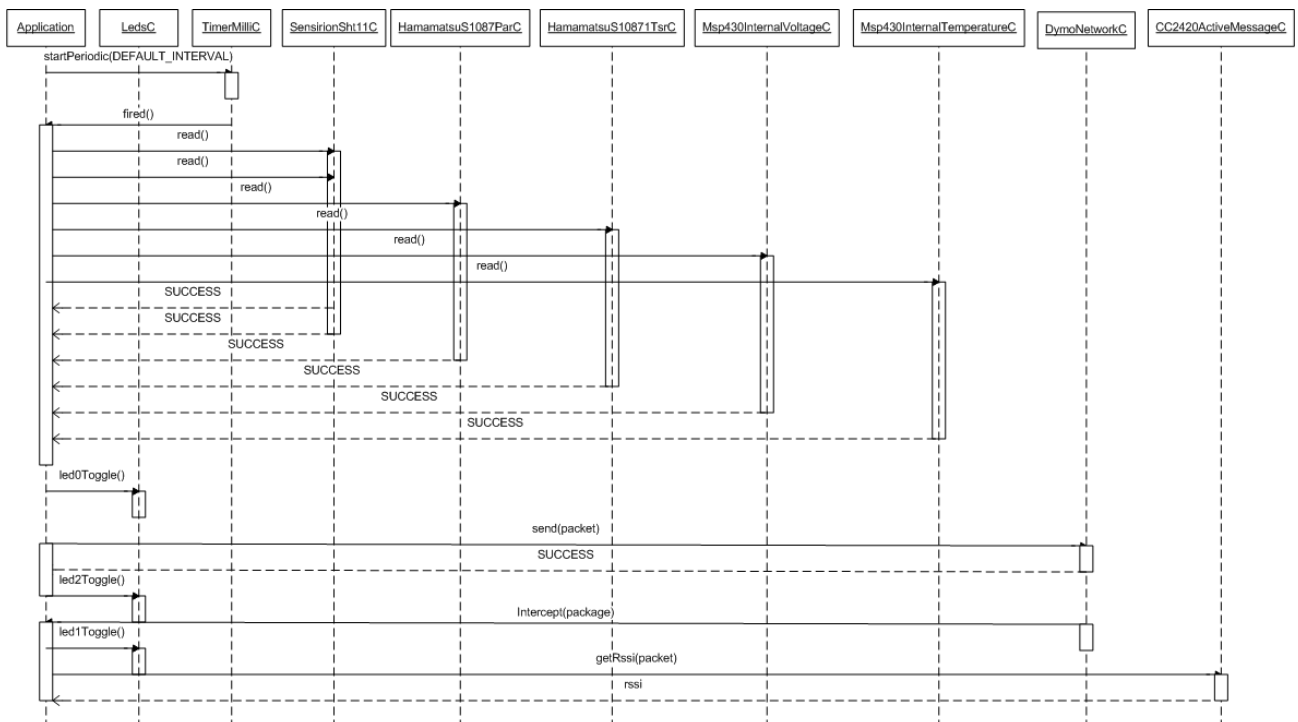 Application
LedsC
TimerMilliC
SensirionSht11C
HamamatsuS1087ParC
HamamatsuS10871TsrC
Msp430InternalVoltageC
Msp430InternalTemperatureC
DymoNetworkC
CC2420ActiveMessageC
startPeriodic(DEFAULT_INTERVAL)
fired()
read()
read()
read()
read()
read()
read()
SUCCESS
SUCCESS
SUCCESS
SUCCESS
SUCCESS
SUCCESS
led0Toggle()
send(packet)
SUCCESS
led2Toggle()
Intercept(package)
led1Toggle()
getRssi(packet)
rssi